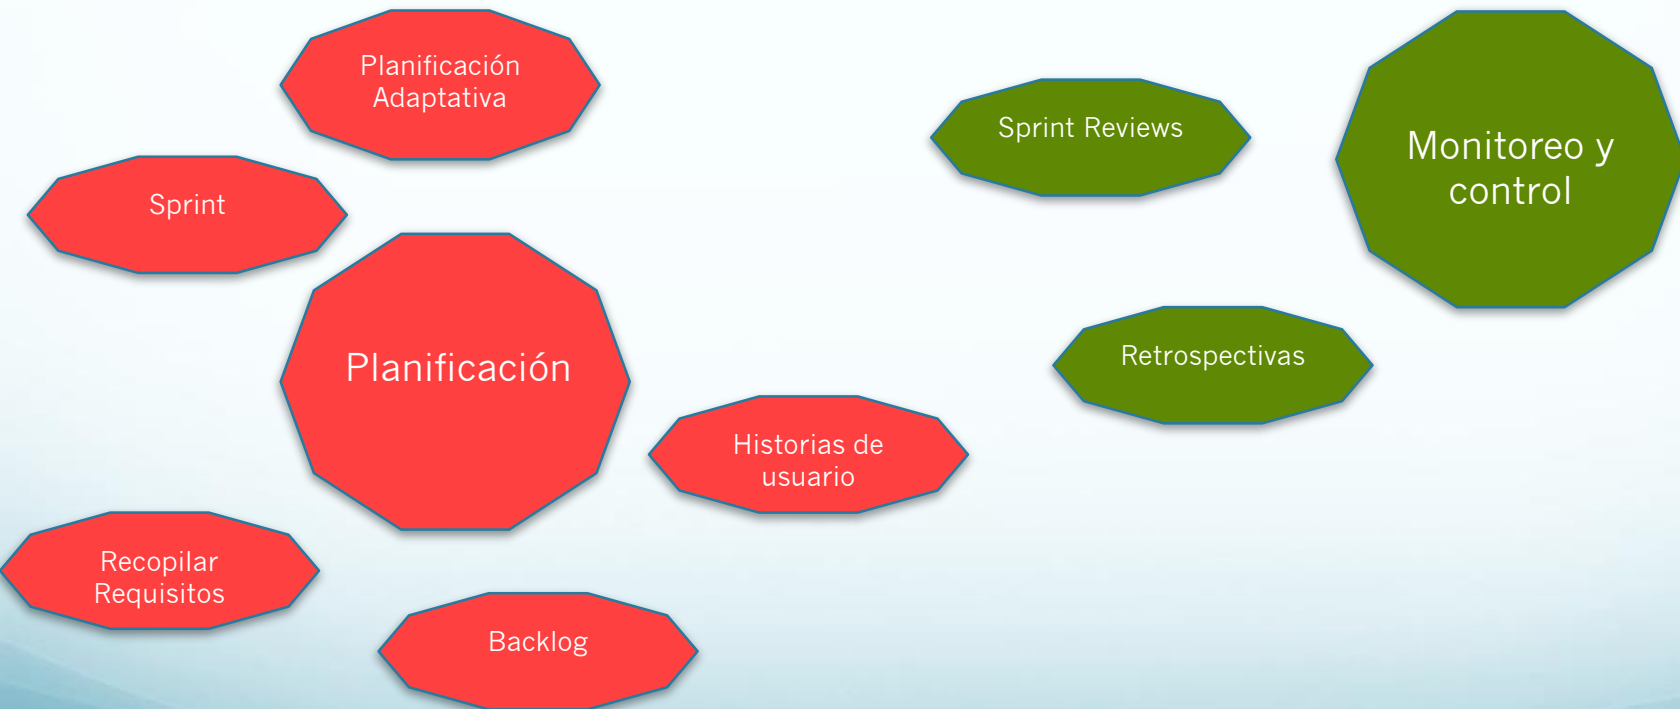 Planificación
Adaptativa
Sprint
Planificación
Historias de
usuario
Recopilar
Requisitos
Backlog
Sprint Reviews
Monitoreo y
control
Retrospectivas